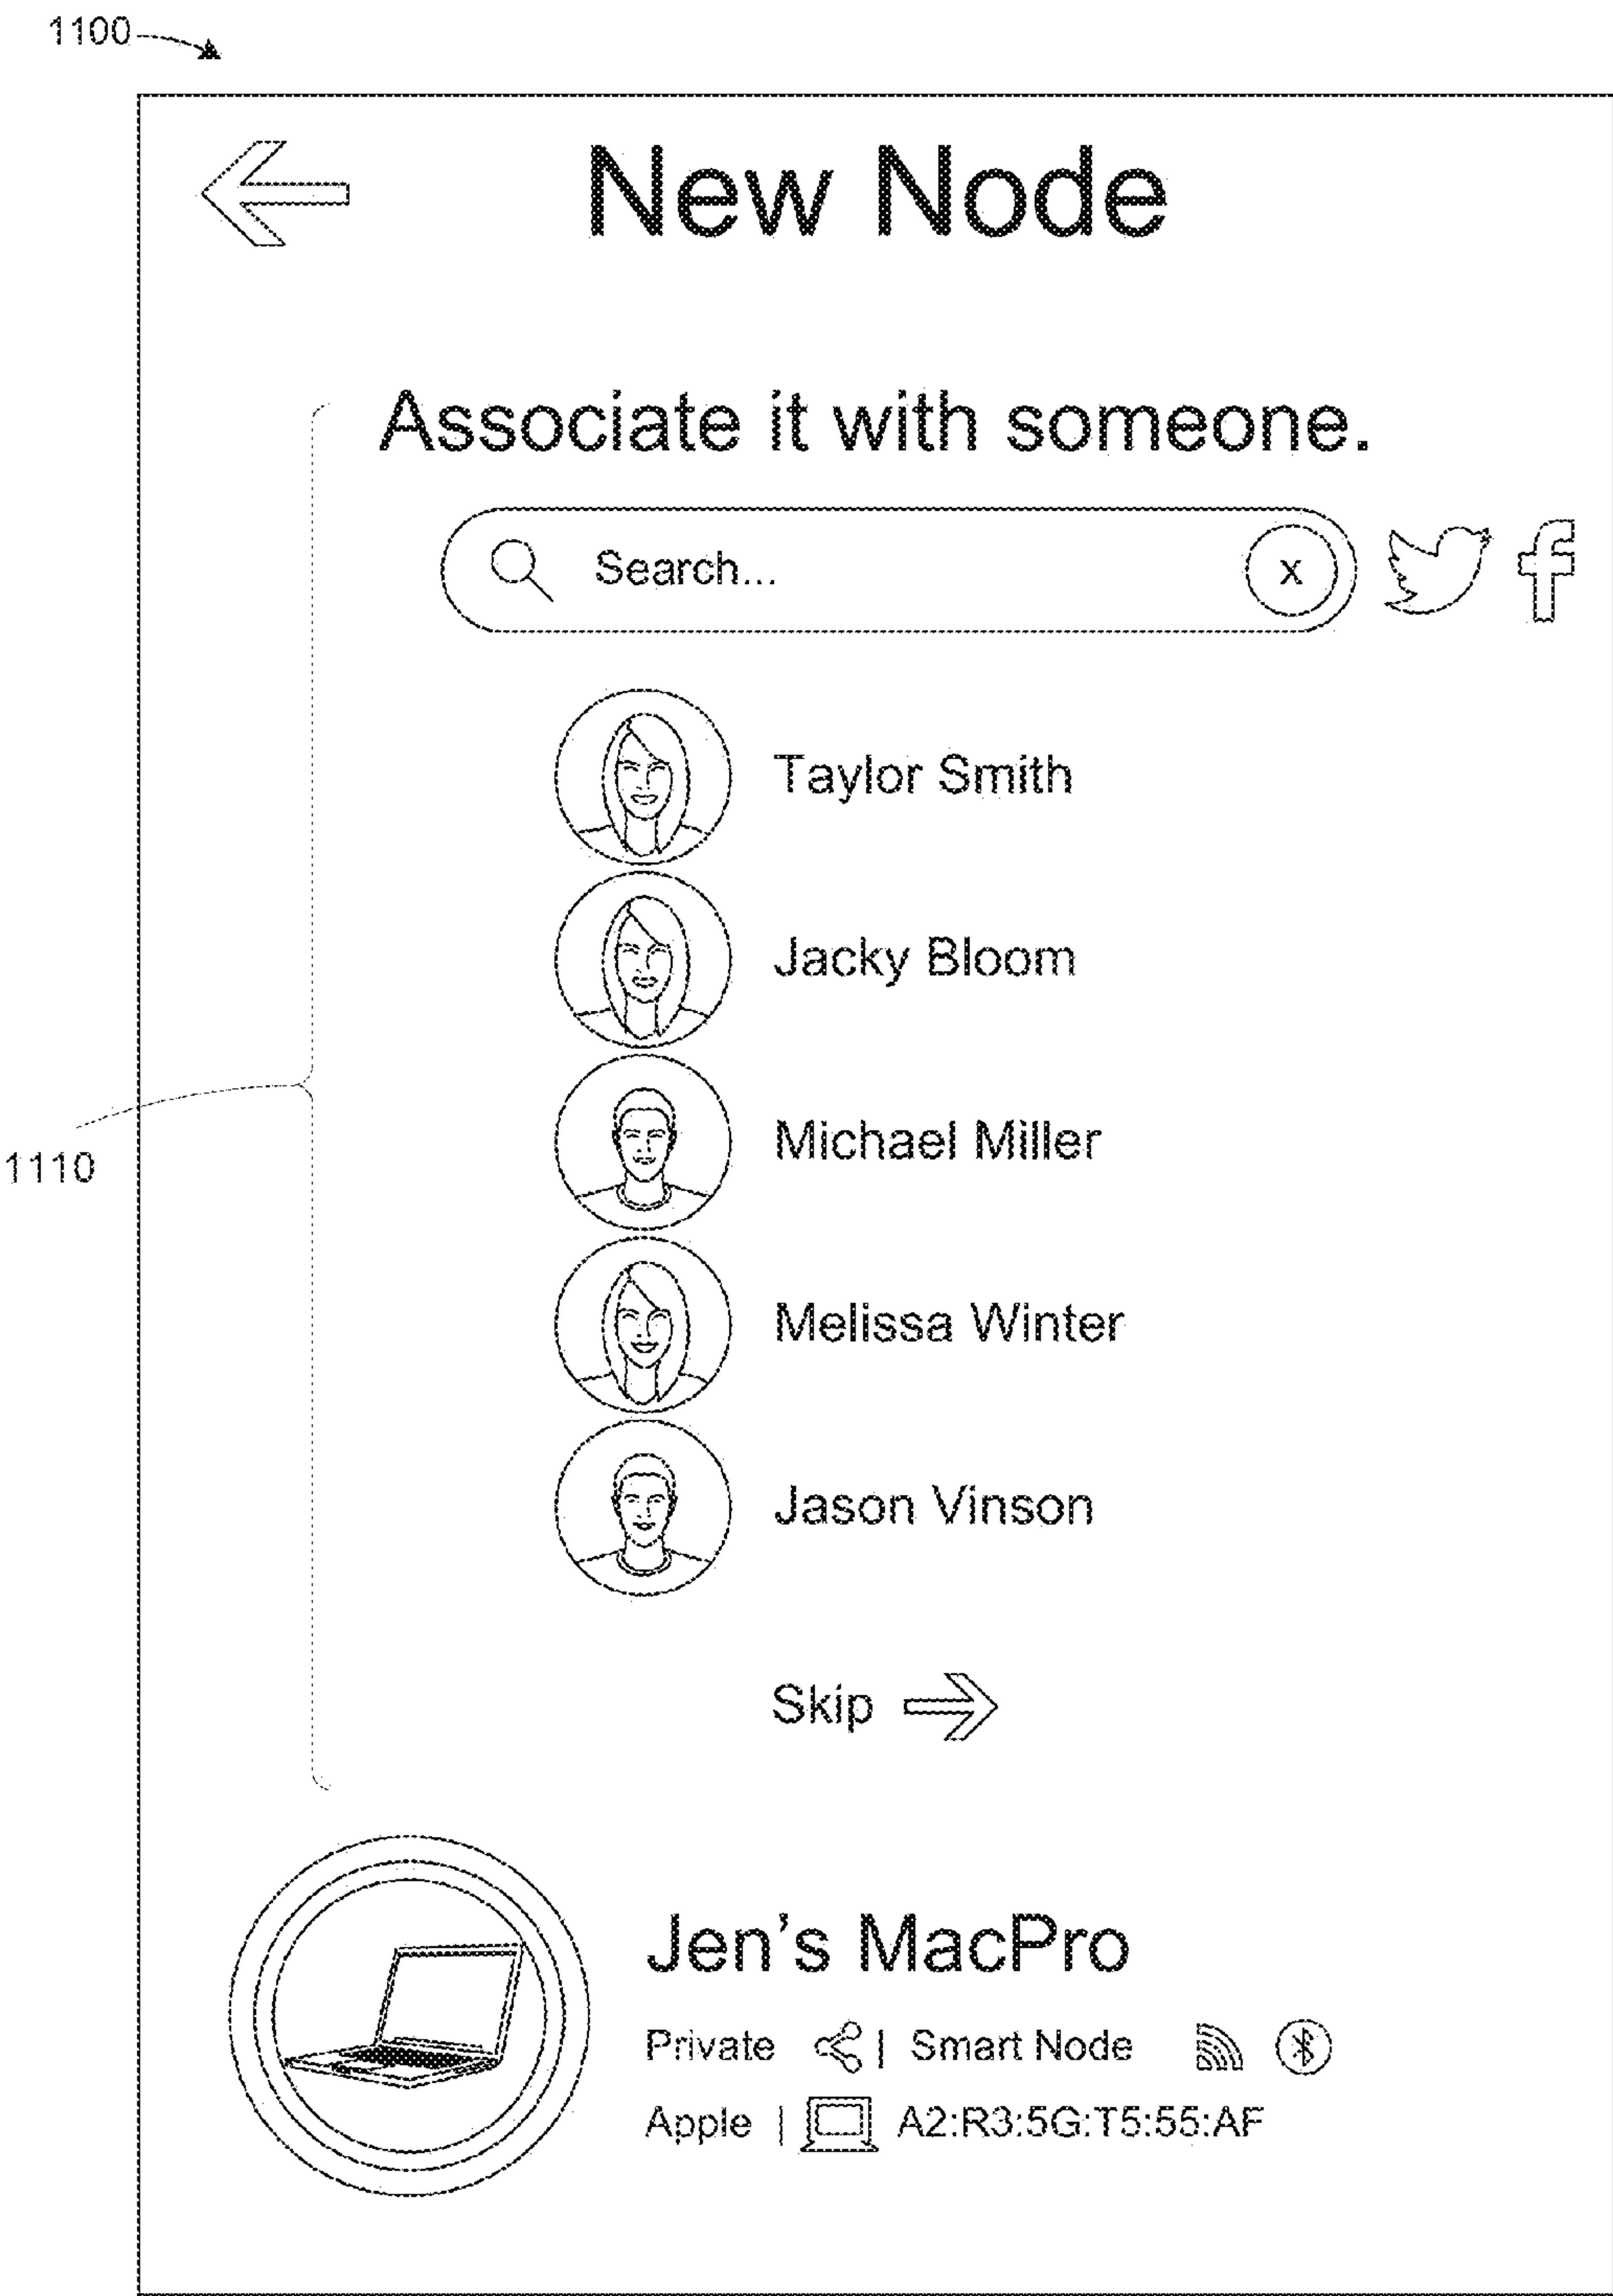 1100
New Node
Associate it with someone.
Search... x
Taylor Smith
Jacky Bloom
Michael Miller
1110
Melissa Winter
Jason Vinson
Skip
Jen's MacPro
Private | Smart Node
Apple | A2:R3:5G:T5:55:AF